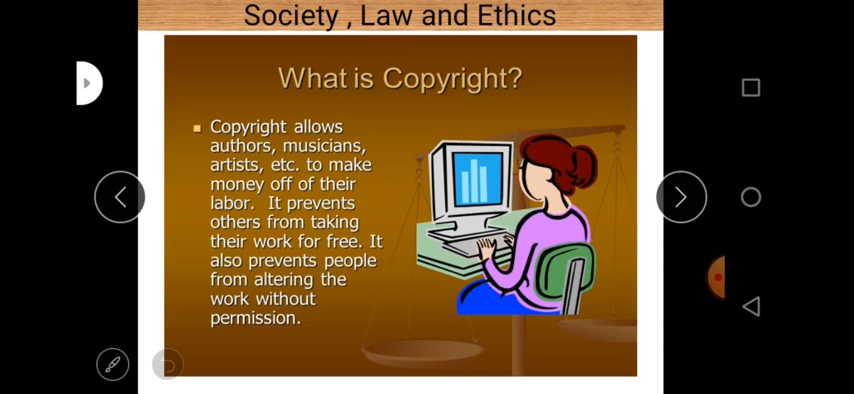 Society , Law and Ethics
What is Copyright?
Copyright allows
authors, musicians,
artists, etc. to make
money off of their
labor.  It prevents
others from taking
their work for free. It
also prevents people
from altering the
work without
permission.